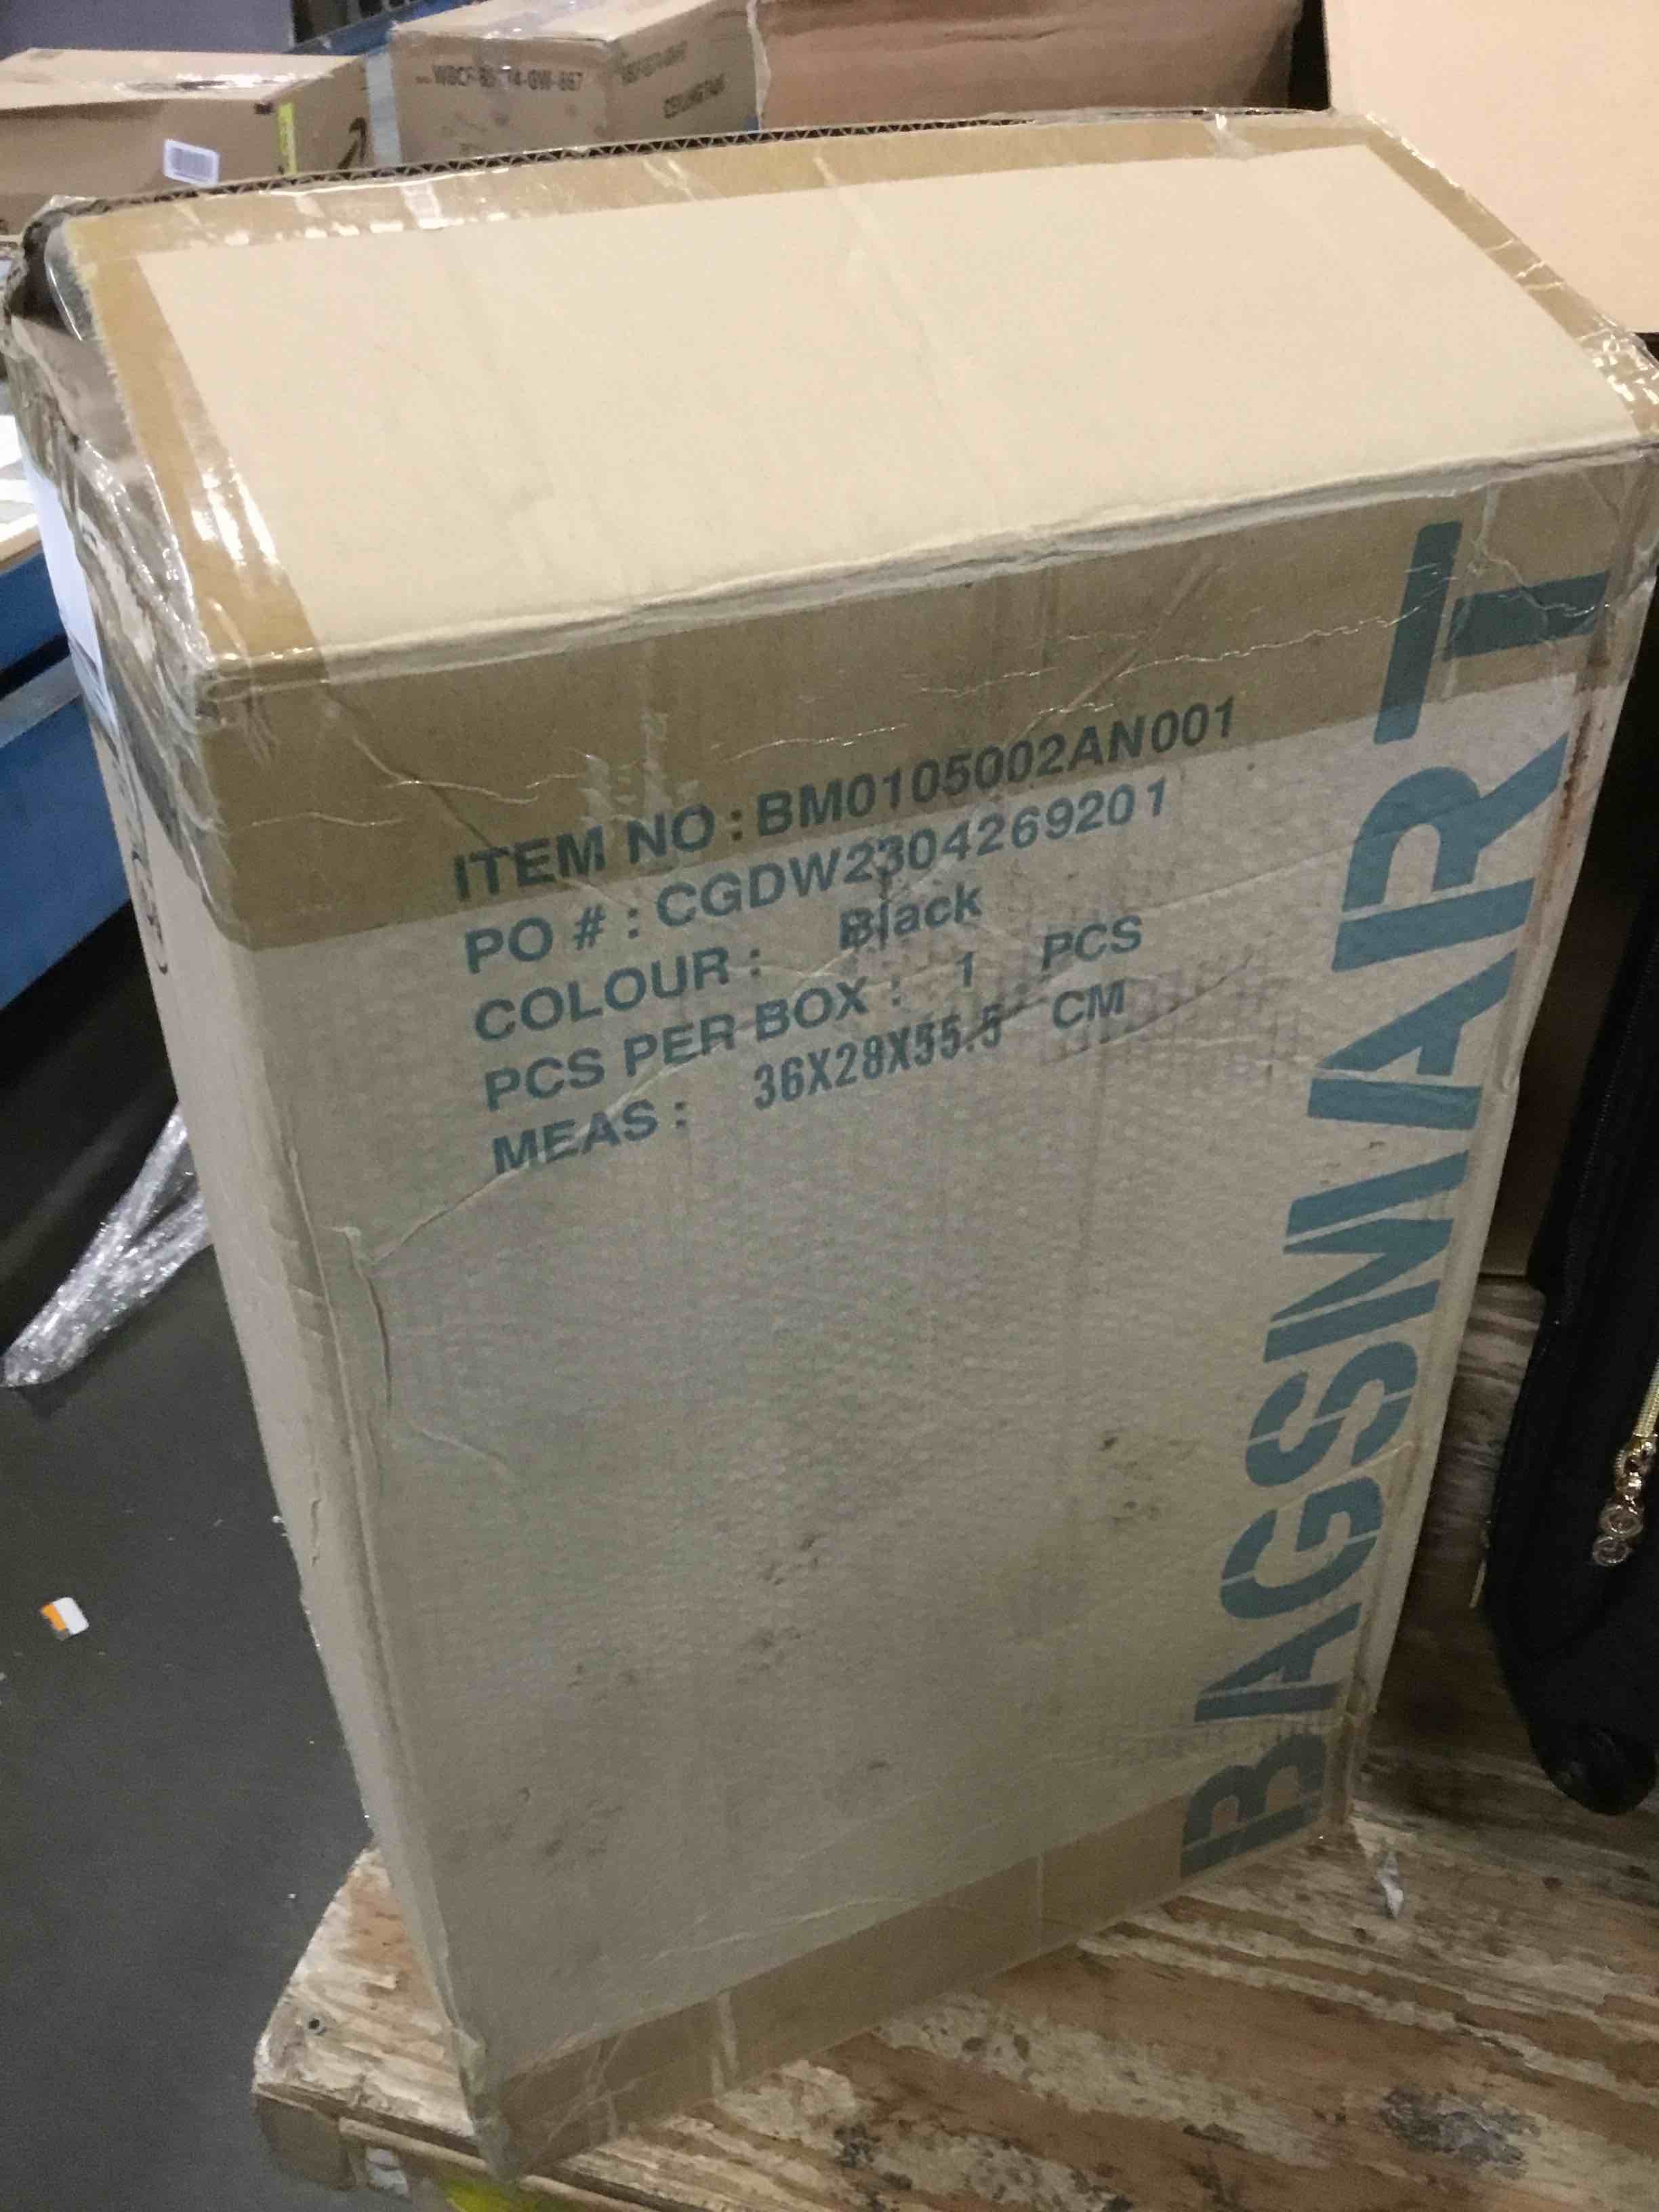 ITEM NO : BM0105002AN001
PO # : CGDW2304269201
COLOUR : Black
PCS PER BOX : 1 PCS
MEAS : 36X28X55.5 CM
BAGSMART